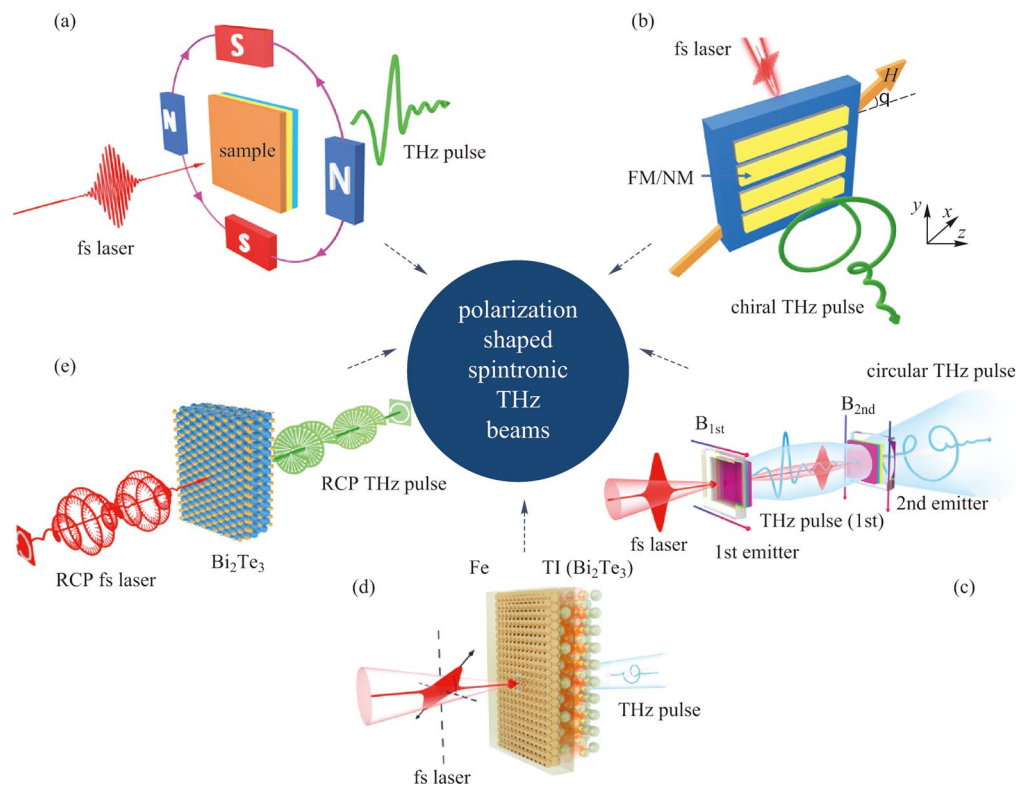 (a)
S
N
sample
N
S
fs laser
THz pulse
(b)
fs laser
H
q
FM/NM
y
x
z
chiral THz pulse
polarization
shaped
spintronic
THz
beams
(e)
RCP THz pulse
Bi₂Te₃
RCP fs laser
circular THz pulse
B1st
B2nd
2nd emitter
THz pulse (1st)
fs laser
1st emitter
(c)
(d)
Fe
TI (Bi₂Te₃)
THz pulse
fs laser